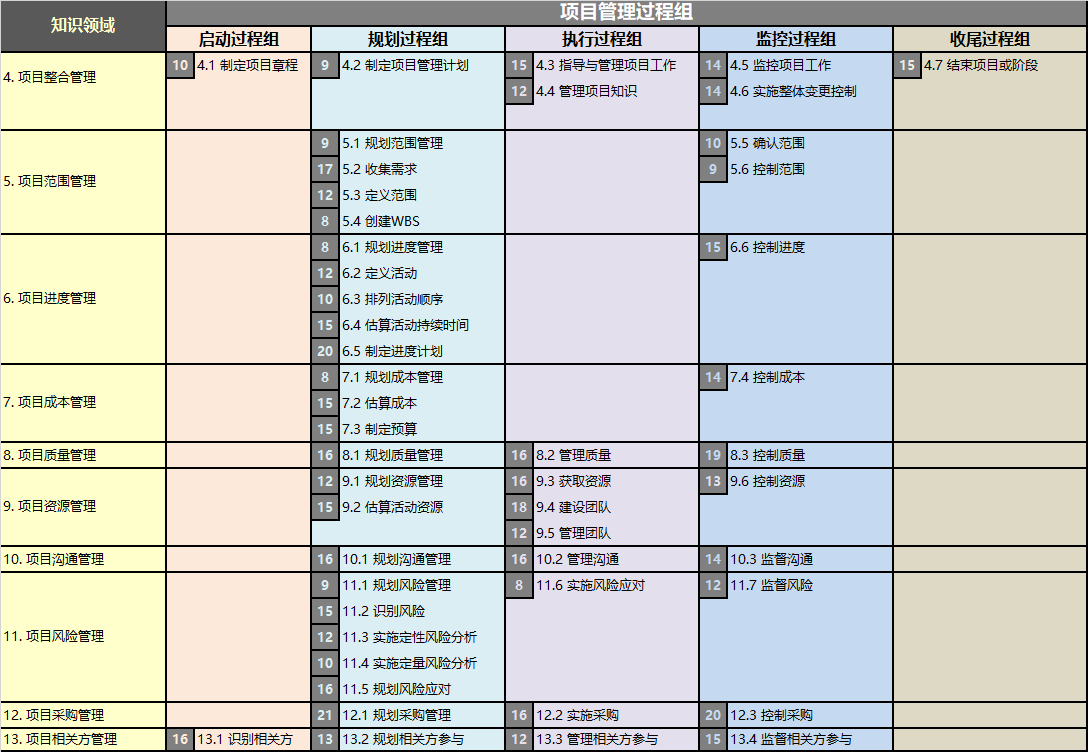 知识领域
项目管理过程组
启动过程组 规划过程组 执行过程组 监控过程组 收尾过程组
4. 项目整合管理
10 4.1 制定项目章程 9 4.2 制定项目管理计划 15 4.3 指导与管理项目工作 14 4.5 监控项目工作 15 4.7 结束项目或阶段
12 4.4 管理项目知识 14 4.6 实施整体变更控制
5. 项目范围管理
9 5.1 规划范围管理 10 5.5 确认范围
17 5.2 收集需求 9 5.6 控制范围
12 5.3 定义范围
8 5.4 创建WBS
6. 项目进度管理
8 6.1 规划进度管理 15 6.6 控制进度
12 6.2 定义活动
10 6.3 排列活动顺序
15 6.4 估算活动持续时间
20 6.5 制定进度计划
7. 项目成本管理
8 7.1 规划成本管理 14 7.4 控制成本
15 7.2 估算成本
15 7.3 制定预算
8. 项目质量管理 16 8.1 规划质量管理 16 8.2 管理质量 19 8.3 控制质量
9. 项目资源管理
12 9.1 规划资源管理 16 9.3 获取资源 13 9.6 控制资源
15 9.2 估算活动资源 18 9.4 建设团队
12 9.5 管理团队
10. 项目沟通管理 16 10.1 规划沟通管理 16 10.2 管理沟通 14 10.3 监督沟通
11. 项目风险管理
9 11.1 规划风险管理 8 11.6 实施风险应对 12 11.7 监督风险
15 11.2 识别风险
12 11.3 实施定性风险分析
10 11.4 实施定量风险分析
16 11.5 规划风险应对
12. 项目采购管理 21 12.1 规划采购管理 16 12.2 实施采购 20 12.3 控制采购
13. 项目相关方管理 16 13.1 识别相关方 13 13.2 规划相关方参与 12 13.3 管理相关方参与 15 13.4 监督相关方参与